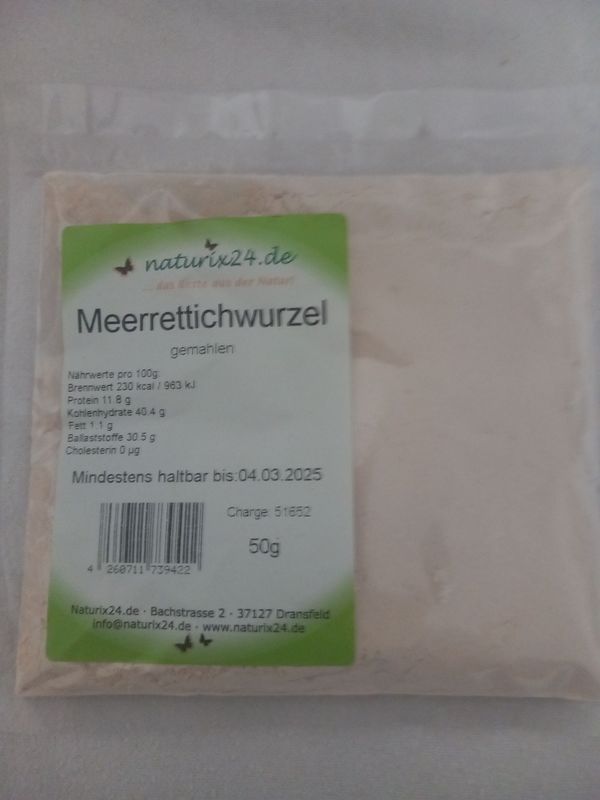 naturix24.de
... das Beste aus der Natur!
Meerrettichwurzel
gemahlen
Nährwerte pro 100g:
Brennwert 230 kcal / 963 kJ
Protein 11.8 g
Kohlenhydrate 40.4 g
Fett 1.1 g
Ballaststoffe 30.5 g
Cholesterin 0 µg
Mindestens haltbar bis:04.03.2025
Charge: 51652
50g
4 260711 739422
Naturix24.de · Bachstrasse 2 · 37127 Dransfeld
info@naturix24.de · www.naturix24.de